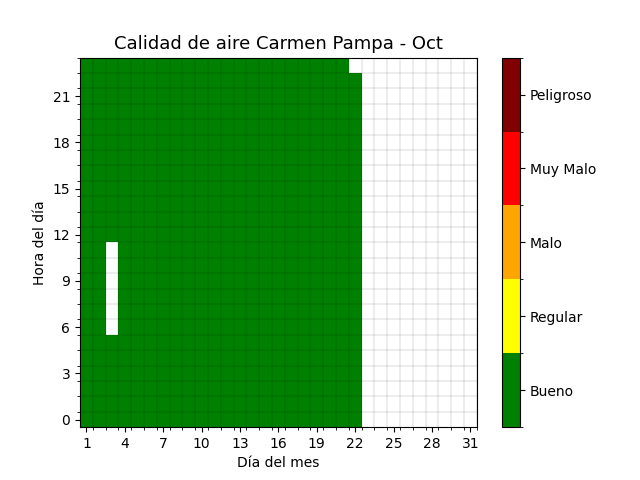 Calidad de aire Carmen Pampa - Oct
Hora del día
21
18
15
12
9
6
3
0
1 4 7 10 13 16 19 22 25 28 31
Día del mes
Peligroso
Muy Malo
Malo
Regular
Bueno